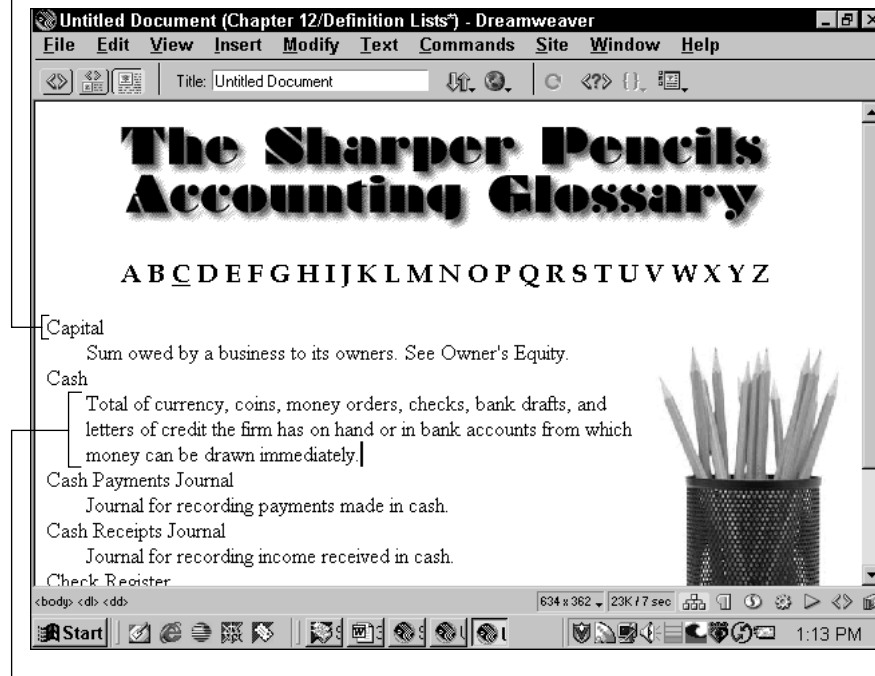 Untitled Document (Chapter 12/Definition Lists*) - Dreamweaver
File Edit View Insert Modify Text Commands Site Window Help
Title: Untitled Document
The Sharper Pencils
Accounting Glossary
A B C D E F G H I J K L M N O P Q R S T U V W X Y Z
Capital
Sum owed by a business to its owners. See Owner's Equity.
Cash
Total of currency, coins, money orders, checks, bank drafts, and
letters of credit the firm has on hand or in bank accounts from which
money can be drawn immediately.
Cash Payments Journal
Journal for recording payments made in cash.
Cash Receipts Journal
Journal for recording income received in cash.
Check Register
<body> <dl> <dd> 634 x 362 23K / 7 sec
Start 1:13 PM